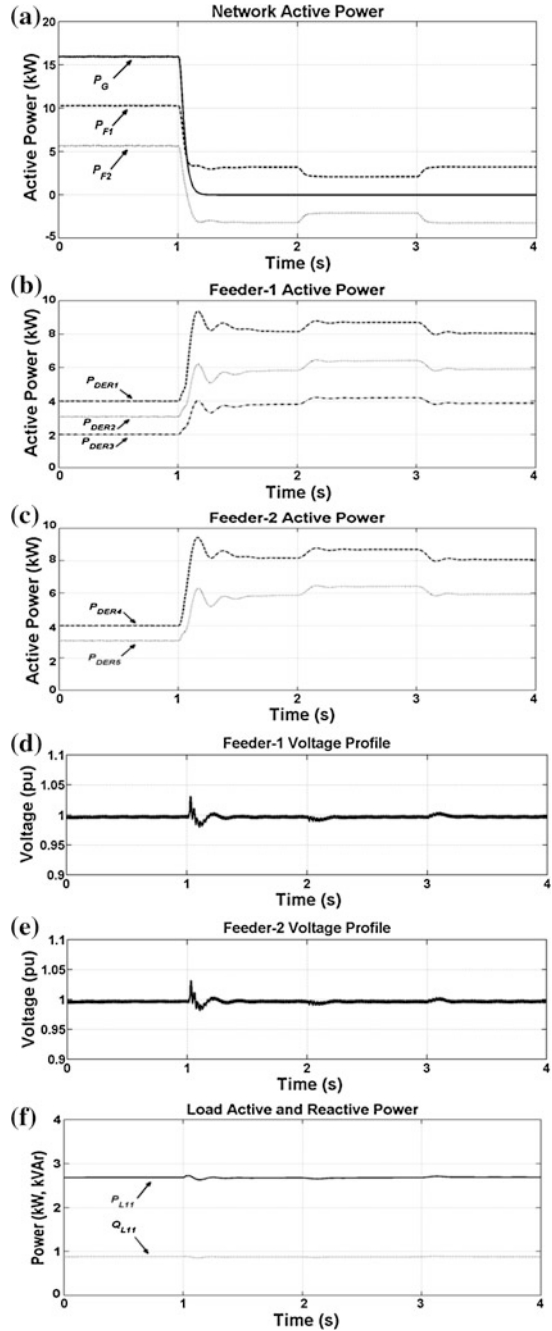 (a)
Network Active Power
Active Power (kW)
20
15
10
5
0
-5
P_G
P_F1
P_F2
0 1 2 3 4
Time (s)
(b)
Feeder-1 Active Power
Active Power (kW)
10
8
6
4
2
0
P_DER1
P_DER2
P_DER3
0 1 2 3 4
Time (s)
(c)
Feeder-2 Active Power
Active Power (kW)
10
8
6
4
2
0
P_DER4
P_DER5
0 1 2 3 4
Time (s)
(d)
Feeder-1 Voltage Profile
Voltage (pu)
1.1
1.05
1
0.95
0.9
0 1 2 3 4
Time (s)
(e)
Feeder-2 Voltage Profile
Voltage (pu)
1.1
1.05
1
0.95
0.9
0 1 2 3 4
Time (s)
(f)
Load Active and Reactive Power
Power (kW, kVAr)
4
3
2
1
0
P_L11
Q_L11
0 1 2 3 4
Time (s)